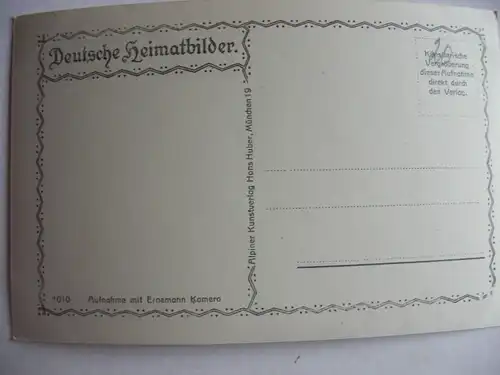 Deutsche Heimatbilder.
Künstlerische
Vergrößerung
dieser Aufnahme
direkt durch
den Verlag.
Alpiner Kunstverlag Hans Huber, München 19
Aufnahme mit Ernemann Kamera